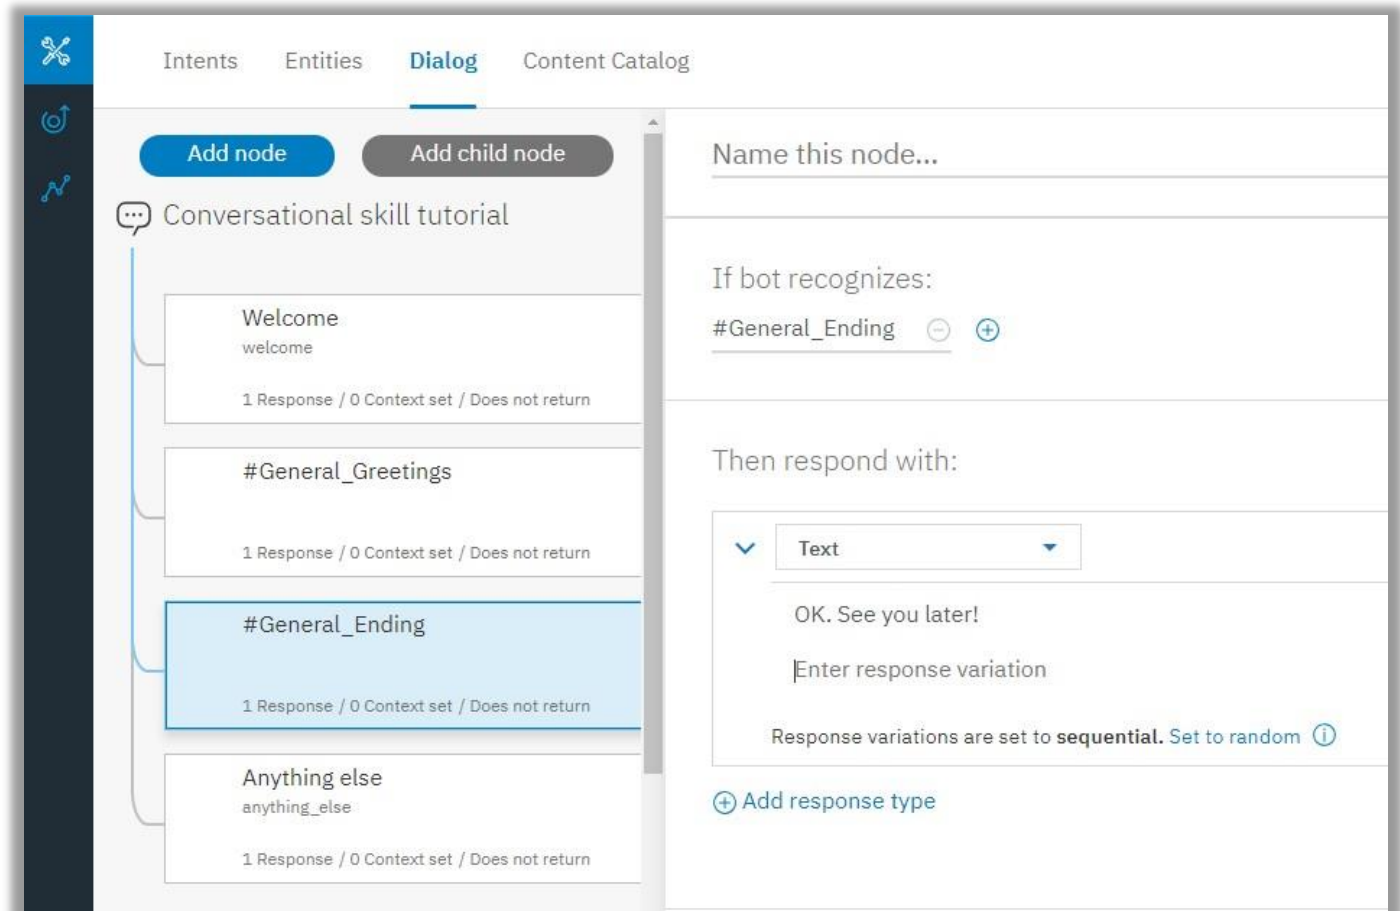 Intents Entities Dialog Content Catalog
Add node Add child node
Conversational skill tutorial
Welcome
welcome
1 Response / 0 Context set / Does not return
#General_Greetings
1 Response / 0 Context set / Does not return
#General_Ending
1 Response / 0 Context set / Does not return
Anything else
anything_else
1 Response / 0 Context set / Does not return
Name this node...
If bot recognizes:
#General_Ending
Then respond with:
Text
OK. See you later!
Enter response variation
Response variations are set to sequential. Set to random
Add response type